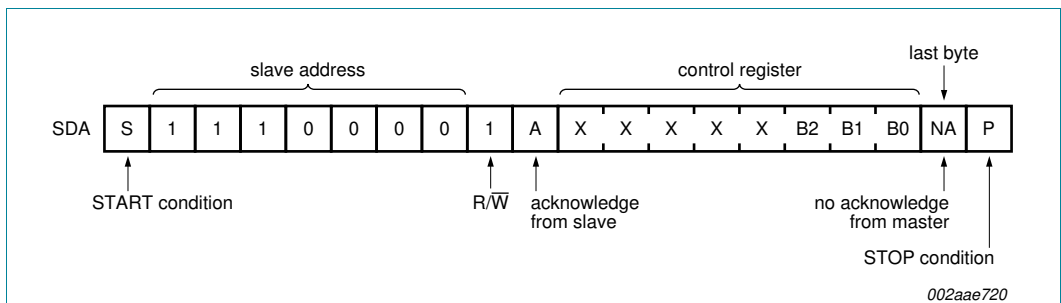 last byte
slave address control register
SDA S 1 1 1 0 0 0 0 1 A X X X X X B2 B1 B0 NA P
START condition R/W̅ acknowledge from slave no acknowledge from master
STOP condition
002aae720